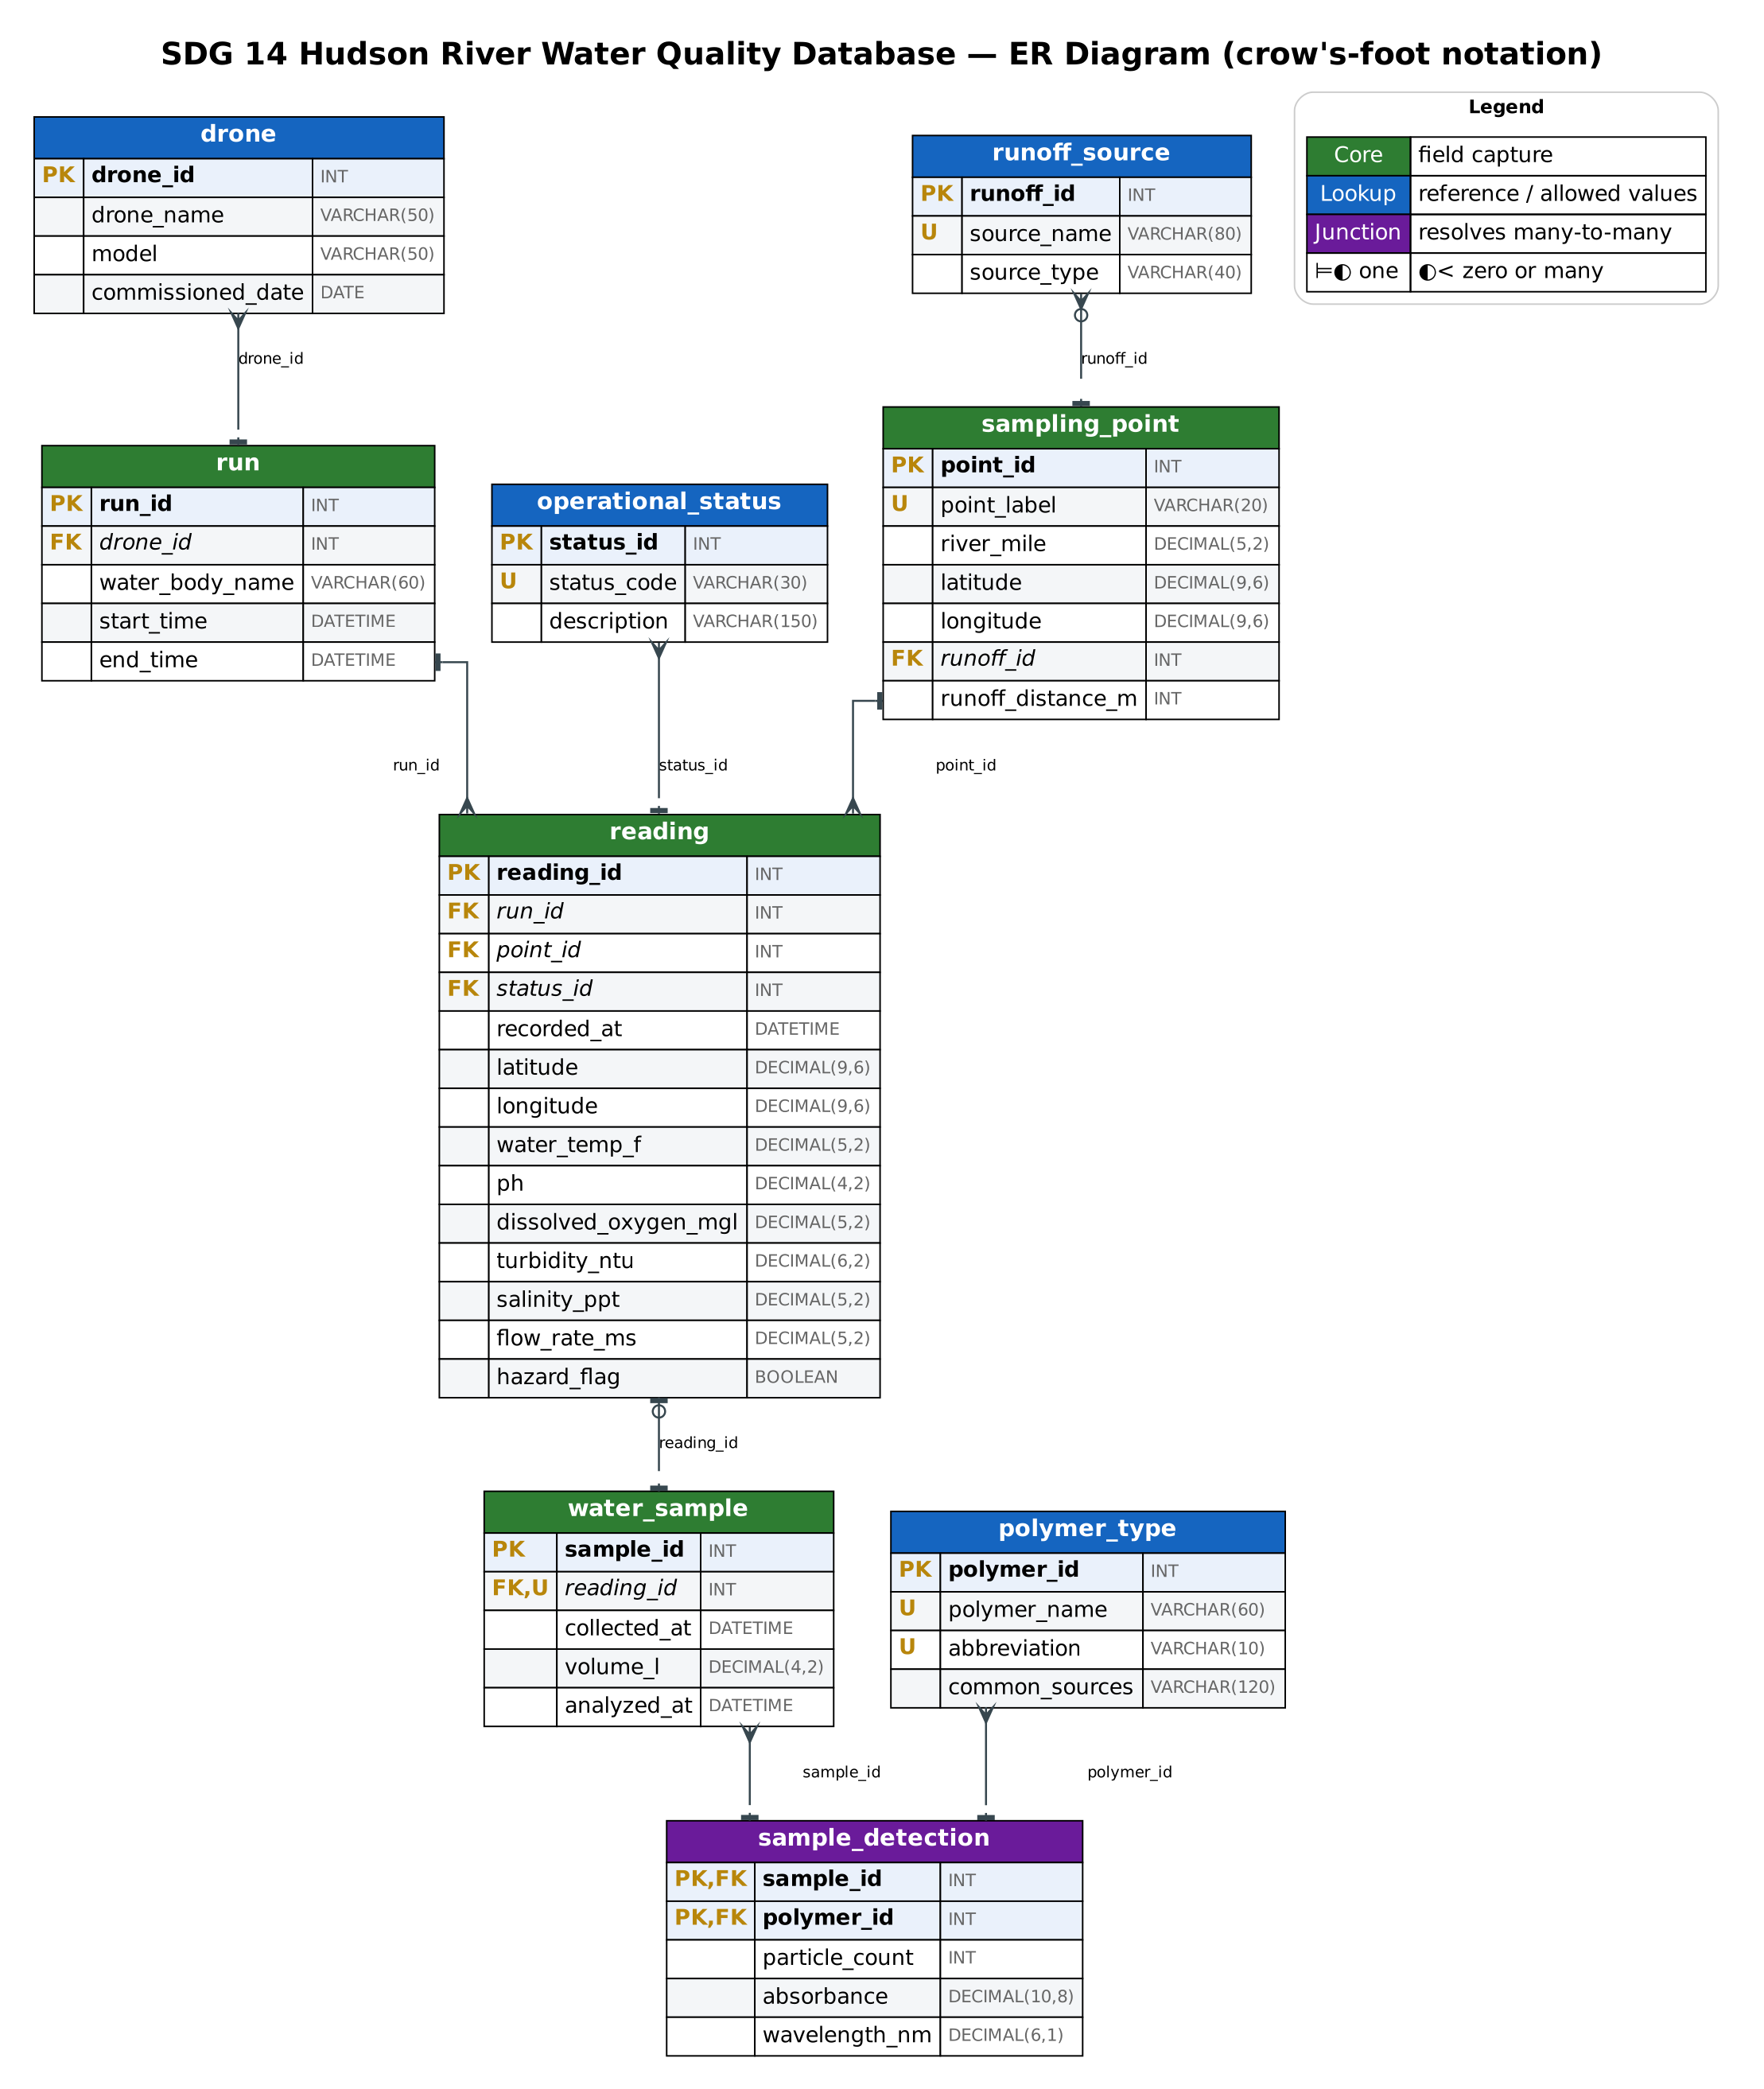 SDG 14 Hudson River Water Quality Database — ER Diagram (crow's-foot notation)
Legend
Core field capture
Lookup reference / allowed values
Junction resolves many-to-many
⊨◐ one ◐< zero or many
drone
PK drone_id INT
drone_name VARCHAR(50)
model VARCHAR(50)
commissioned_date DATE
runoff_source
PK runoff_id INT
U source_name VARCHAR(80)
source_type VARCHAR(40)
drone_id
runoff_id
run
PK run_id INT
FK drone_id INT
water_body_name VARCHAR(60)
start_time DATETIME
end_time DATETIME
operational_status
PK status_id INT
U status_code VARCHAR(30)
description VARCHAR(150)
sampling_point
PK point_id INT
U point_label VARCHAR(20)
river_mile DECIMAL(5,2)
latitude DECIMAL(9,6)
longitude DECIMAL(9,6)
FK runoff_id INT
runoff_distance_m INT
run_id
status_id
point_id
reading
PK reading_id INT
FK run_id INT
FK point_id INT
FK status_id INT
recorded_at DATETIME
latitude DECIMAL(9,6)
longitude DECIMAL(9,6)
water_temp_f DECIMAL(5,2)
ph DECIMAL(4,2)
dissolved_oxygen_mgl DECIMAL(5,2)
turbidity_ntu DECIMAL(6,2)
salinity_ppt DECIMAL(5,2)
flow_rate_ms DECIMAL(5,2)
hazard_flag BOOLEAN
reading_id
water_sample
PK sample_id INT
FK,U reading_id INT
collected_at DATETIME
volume_l DECIMAL(4,2)
analyzed_at DATETIME
polymer_type
PK polymer_id INT
U polymer_name VARCHAR(60)
U abbreviation VARCHAR(10)
common_sources VARCHAR(120)
sample_id
polymer_id
sample_detection
PK,FK sample_id INT
PK,FK polymer_id INT
particle_count INT
absorbance DECIMAL(10,8)
wavelength_nm DECIMAL(6,1)